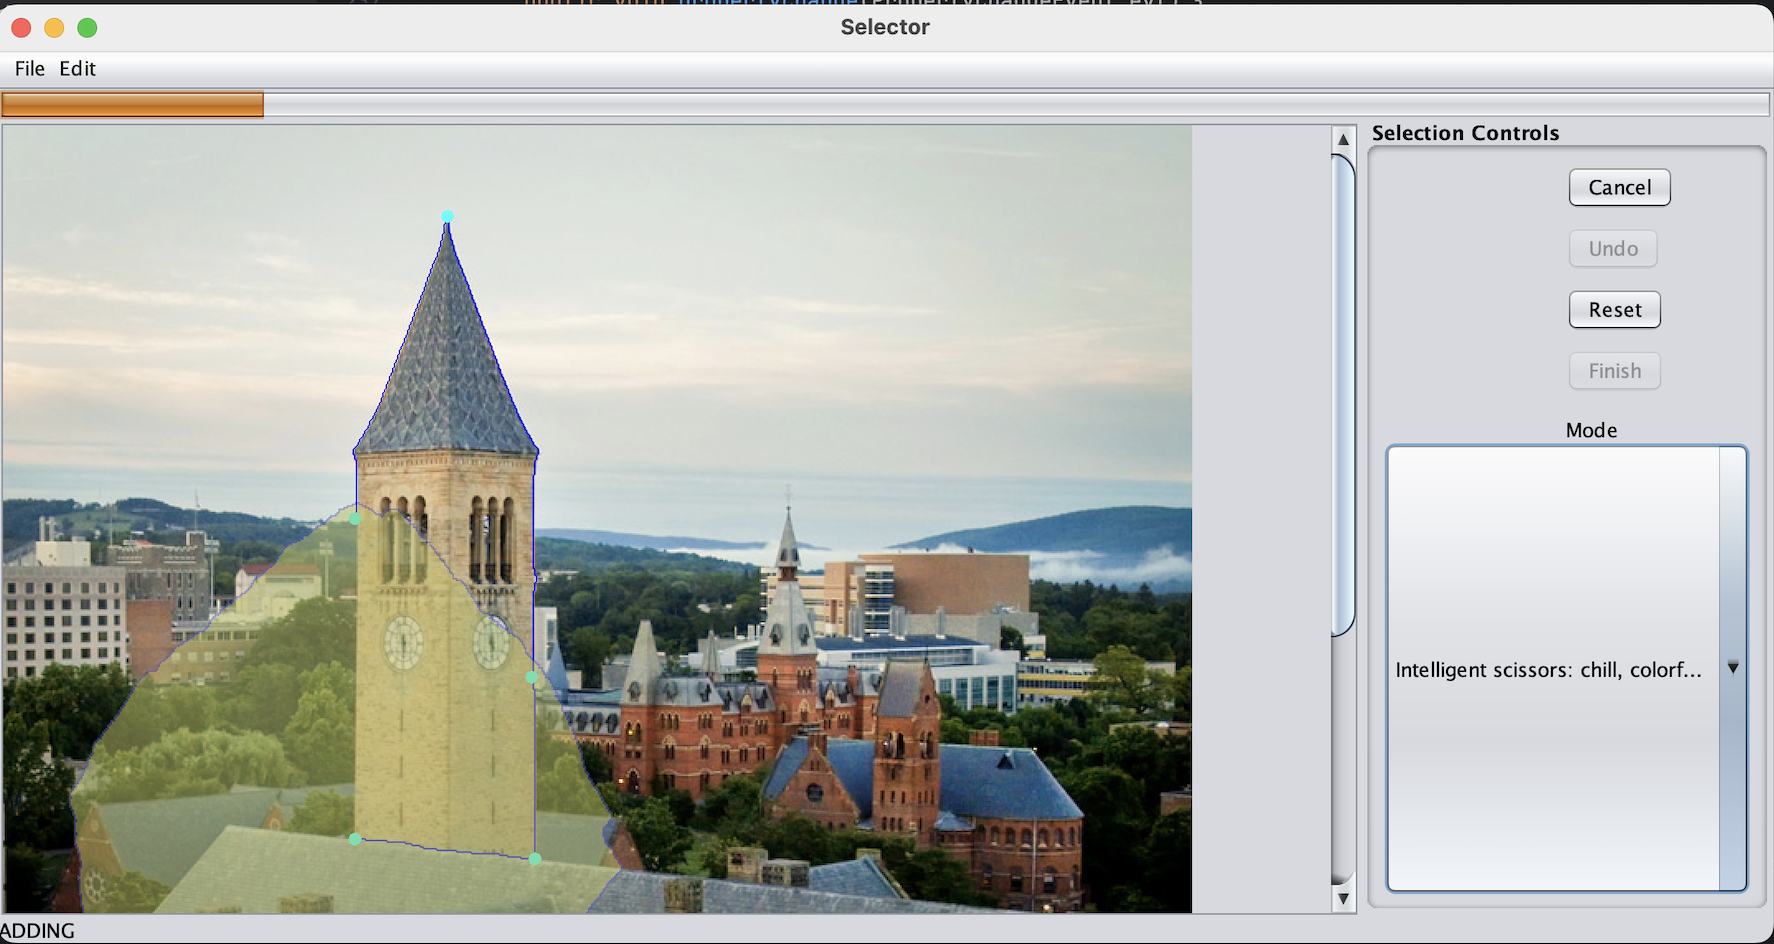 Selector
File Edit
Selection Controls
Cancel
Undo
Reset
Finish
Mode
Intelligent scissors: chill, colorf...
ADDING